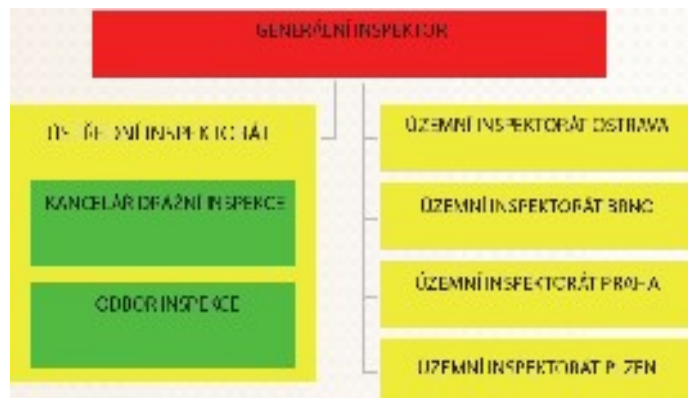 GENERÁLNÍ INSPEKTOR
ÚSTŘEDNÍ INSPEKTORÁT
KANCELÁŘ DRÁŽNÍ INSPEKCE
ODBOR INSPEKCE
ÚZEMNÍ INSPEKTORÁT OSTRAVA
ÚZEMNÍ INSPEKTORÁT BRNO
ÚZEMNÍ INSPEKTORÁT PRAHA
ÚZEMNÍ INSPEKTORÁT PLZEŇ